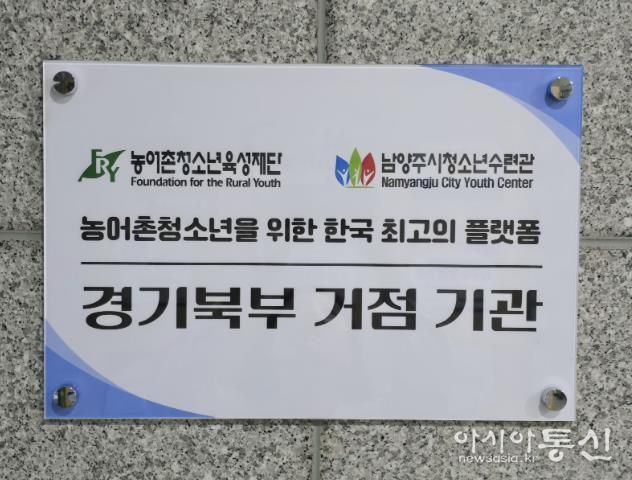 FRY 농어촌청소년육성재단
Foundation for the Rural Youth
남양주시청소년수련관
Namyangju City Youth Center
농어촌청소년을 위한 한국 최고의 플랫폼
경기북부 거점 기관
아시아통신
newsasia.kr